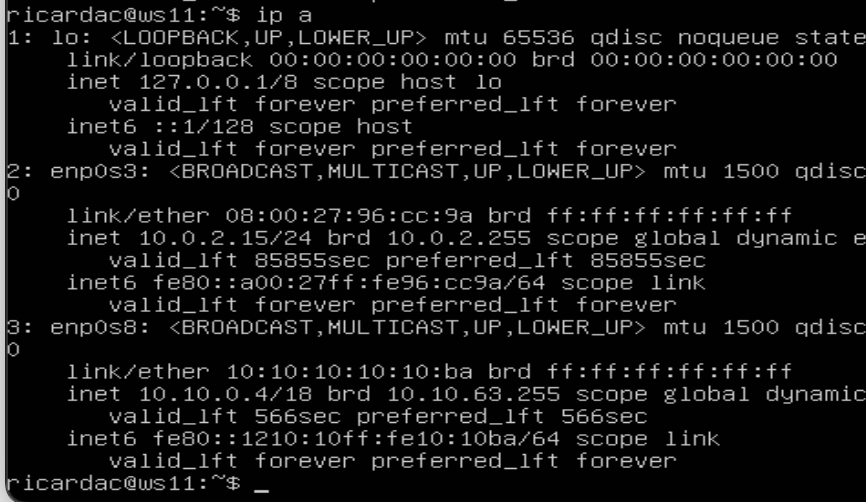 ricardac@ws11:~$ ip a
1: lo: <LOOPBACK,UP,LOWER_UP> mtu 65536 qdisc noqueue state
link/loopback 00:00:00:00:00:00 brd 00:00:00:00:00:00
inet 127.0.0.1/8 scope host lo
valid_lft forever preferred_lft forever
inet6 ::1/128 scope host
valid_lft forever preferred_lft forever
2: enp0s3: <BROADCAST,MULTICAST,UP,LOWER_UP> mtu 1500 qdisc
0
link/ether 08:00:27:96:cc:9a brd ff:ff:ff:ff:ff:ff
inet 10.0.2.15/24 brd 10.0.2.255 scope global dynamic e
valid_lft 85855sec preferred_lft 85855sec
inet6 fe80::a00:27ff:fe96:cc9a/64 scope link
valid_lft forever preferred_lft forever
3: enp0s8: <BROADCAST,MULTICAST,UP,LOWER_UP> mtu 1500 qdisc
0
link/ether 10:10:10:10:10:ba brd ff:ff:ff:ff:ff:ff
inet 10.10.0.4/18 brd 10.10.63.255 scope global dynamic
valid_lft 566sec preferred_lft 566sec
inet6 fe80::1210:10ff:fe10:10ba/64 scope link
valid_lft forever preferred_lft forever
ricardac@ws11:~$ _